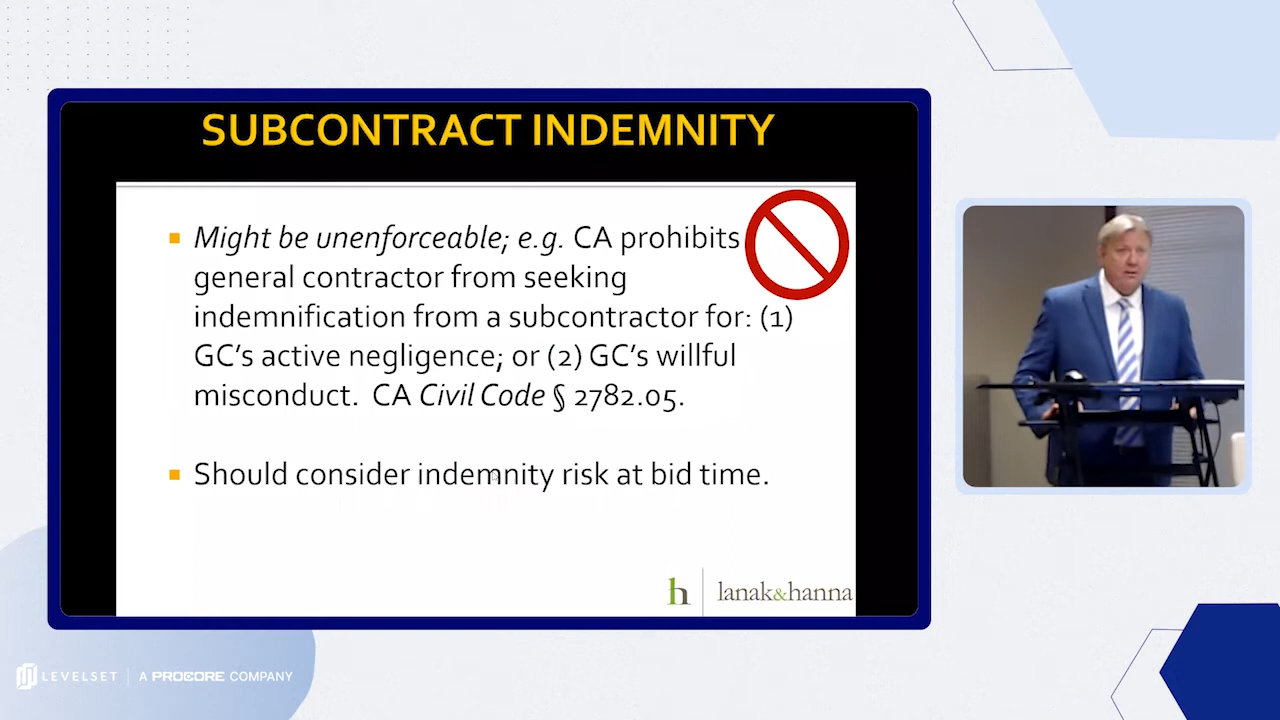 SUBCONTRACT INDEMNITY
Might be unenforceable; e.g. CA prohibits
general contractor from seeking
indemnification from a subcontractor for: (1)
GC's active negligence; or (2) GC's willful
misconduct. CA Civil Code § 2782.05.
Should consider indemnity risk at bid time.
h lanak&hanna
LEVELSET A PROCORE COMPANY